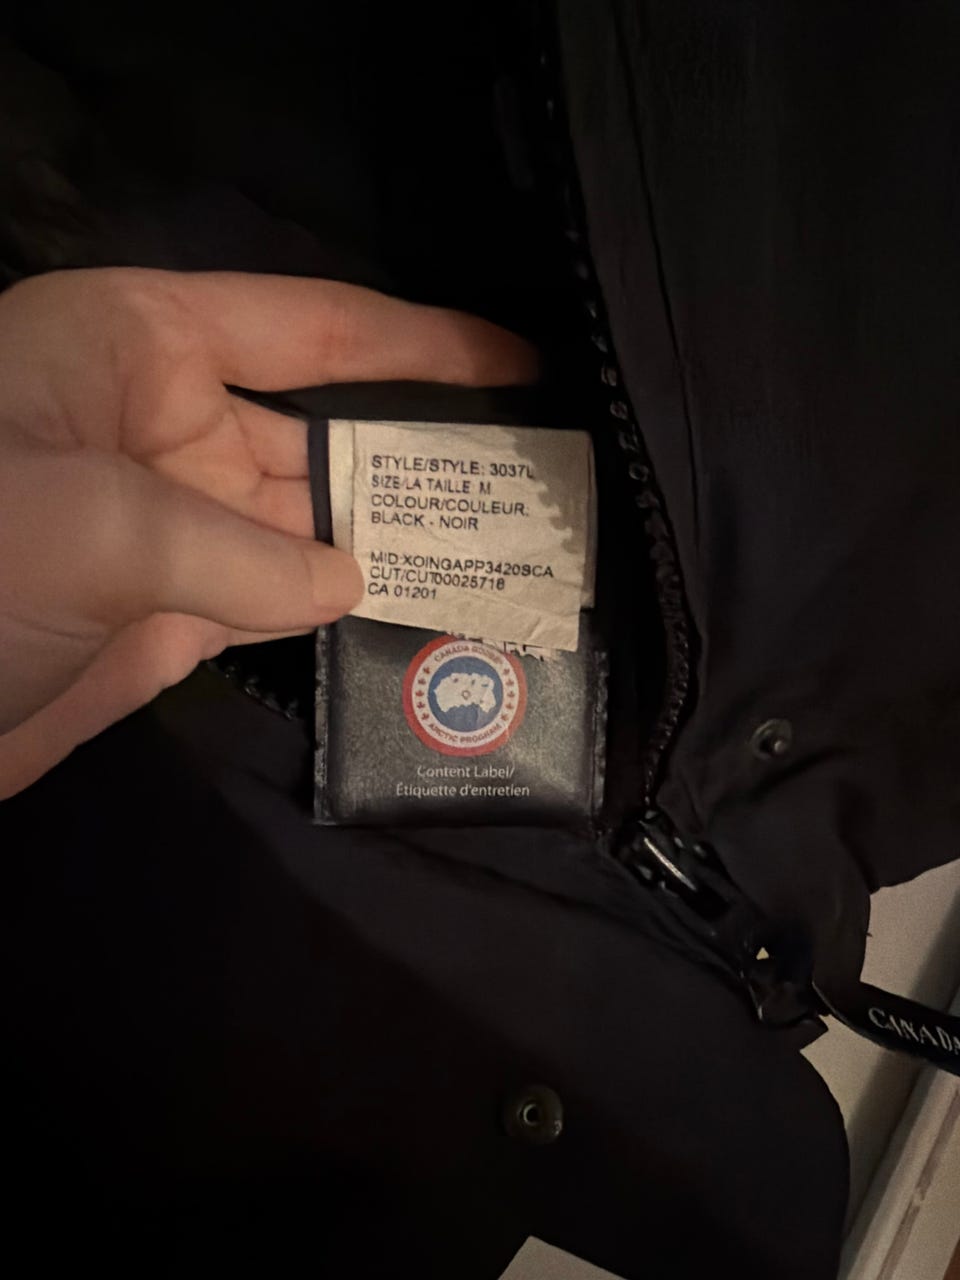 STYLE/STYLE: 3037L
SIZE/LA TAILLE M
COLOUR/COULEUR:
BLACK - NOIR
MID:XOINGAPP3420SCA
CUT/CUT00025718
CA 01201
CANADA GOOSE
ARCTIC PROGRAM
Content Label/
Étiquette d'entretien
CANADA